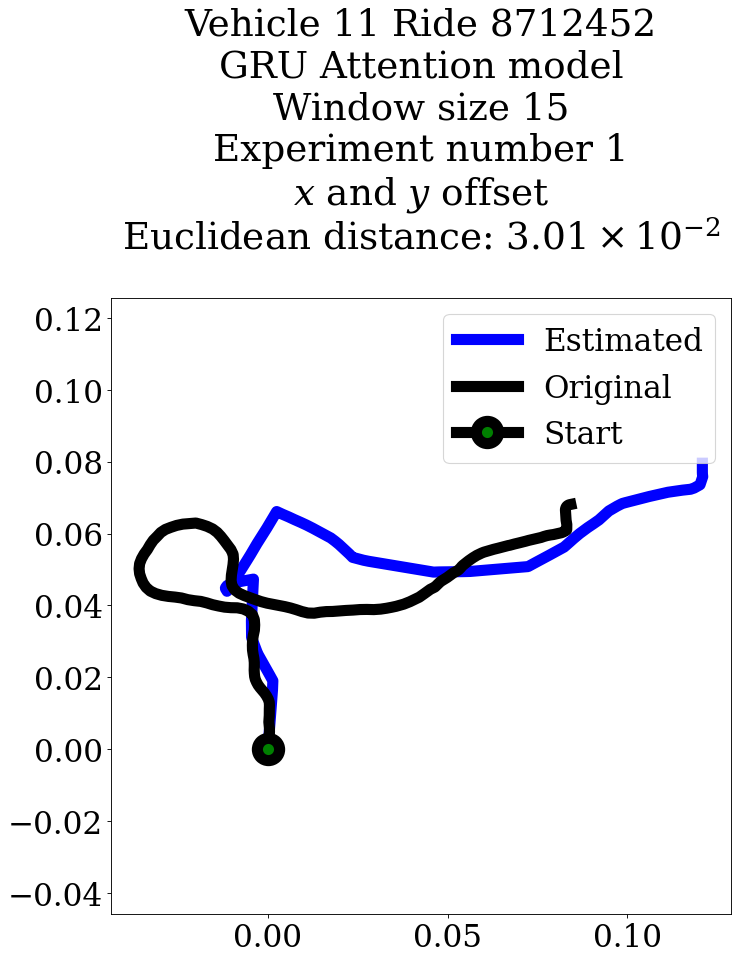 Vehicle 11 Ride 8712452
GRU Attention model
Window size 15
Experiment number 1
x and y offset
Euclidean distance: 3.01 × 10⁻²
Estimated
Original
Start
0.12
0.10
0.08
0.06
0.04
0.02
0.00
−0.02
−0.04
0.00 0.05 0.10